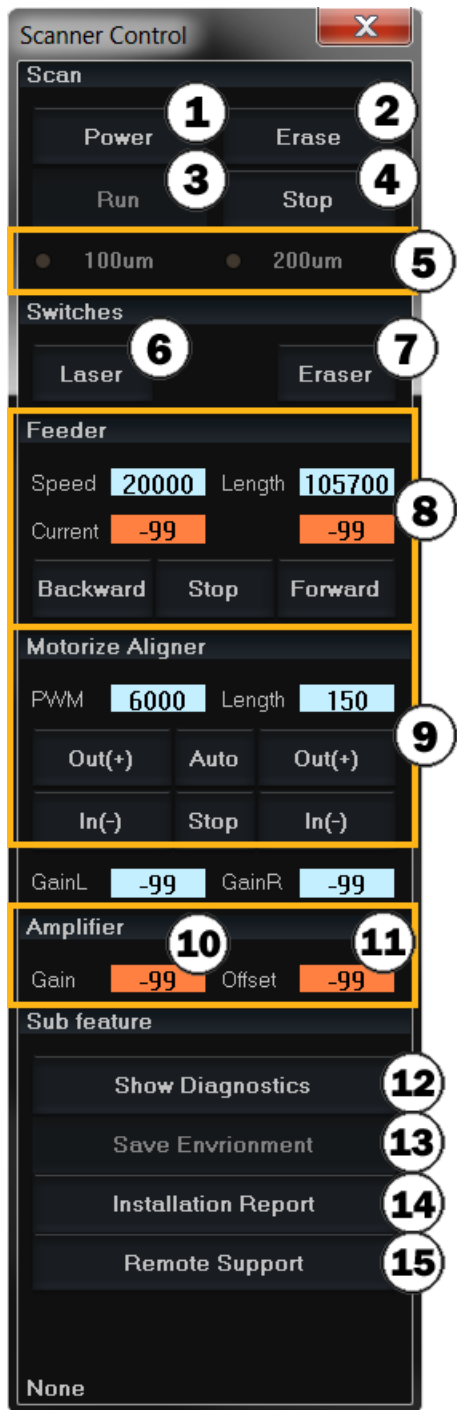 Scanner Control X
Scan
1 2
Power Erase
3 4
Run Stop
100um 200um 5
Switches
6 7
Laser Eraser
Feeder
Speed 20000 Length 105700
8
Current -99 -99
Backward Stop Forward
Motorize Aligner
PWM 6000 Length 150
9
Out(+) Auto Out(+)
In(-) Stop In(-)
GainL -99 GainR -99
Amplifier
10 11
Gain -99 Offset -99
Sub feature
Show Diagnostics 12
Save Envrionment 13
Installation Report 14
Remote Support 15
None